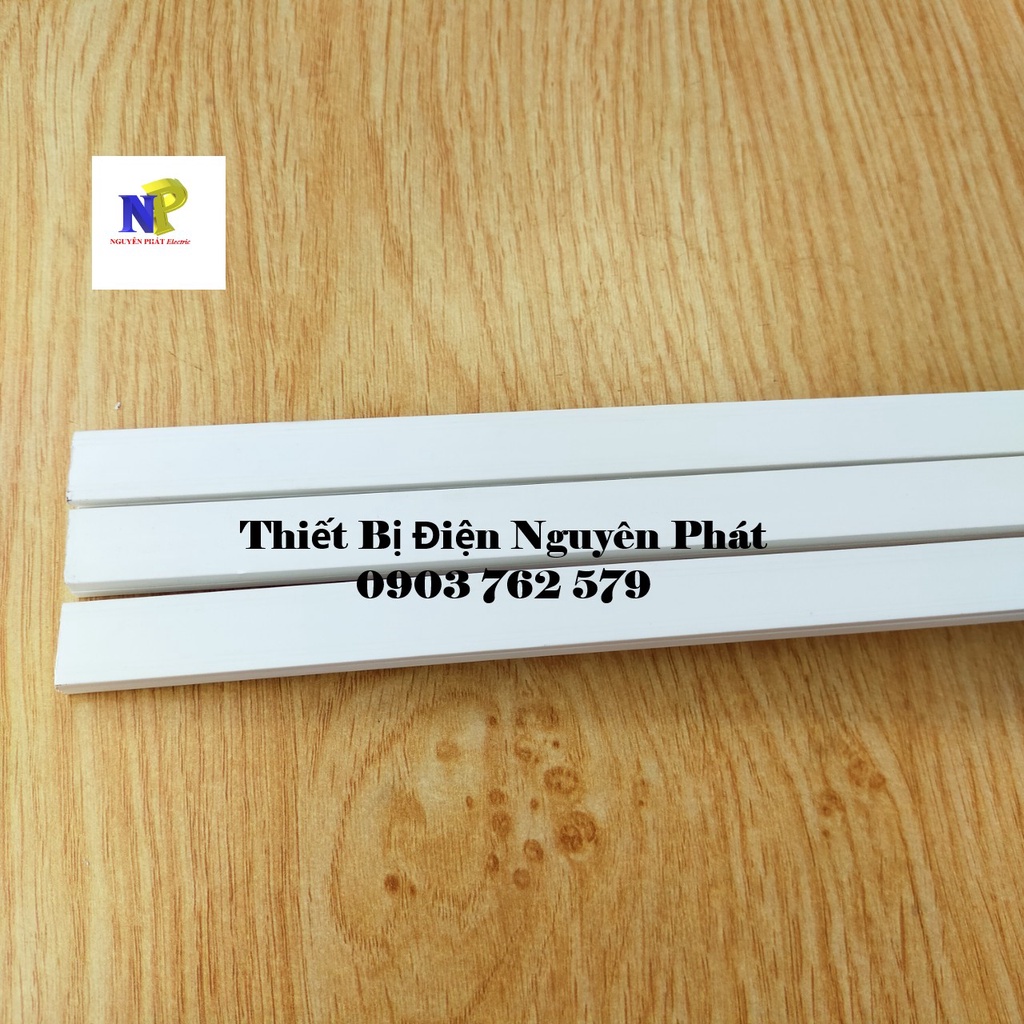 NP
NGUYÊN PHÁT Electric
Thiết Bị Điện Nguyên Phát
0903 762 579